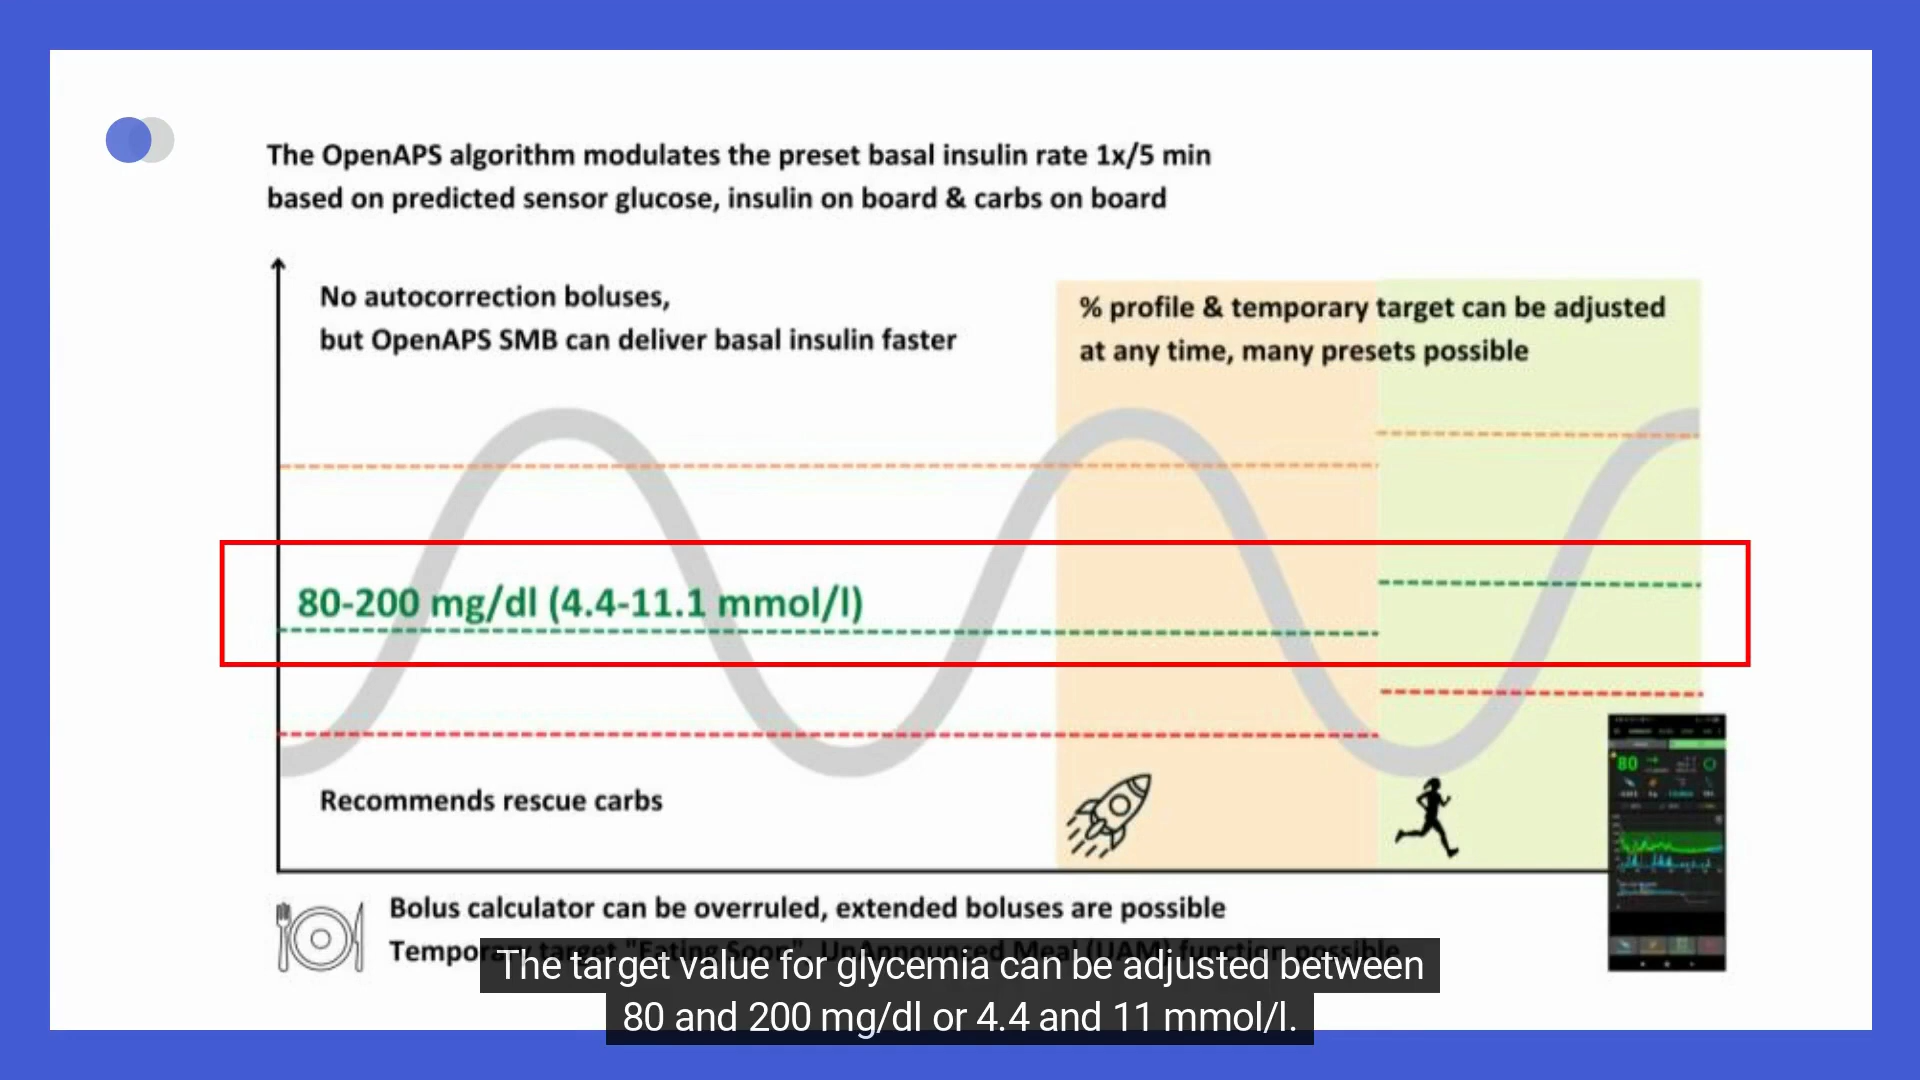 The OpenAPS algorithm modulates the preset basal insulin rate 1x/5 min
based on predicted sensor glucose, insulin on board & carbs on board
No autocorrection boluses,
but OpenAPS SMB can deliver basal insulin faster
% profile & temporary target can be adjusted
at any time, many presets possible
80-200 mg/dl (4.4-11.1 mmol/l)
Recommends rescue carbs
80
Bolus calculator can be overruled, extended boluses are possible
Temporary target "Eating Soon", UnAnnounced Meal (UAM) function possible
The target value for glycemia can be adjusted between
80 and 200 mg/dl or 4.4 and 11 mmol/l.